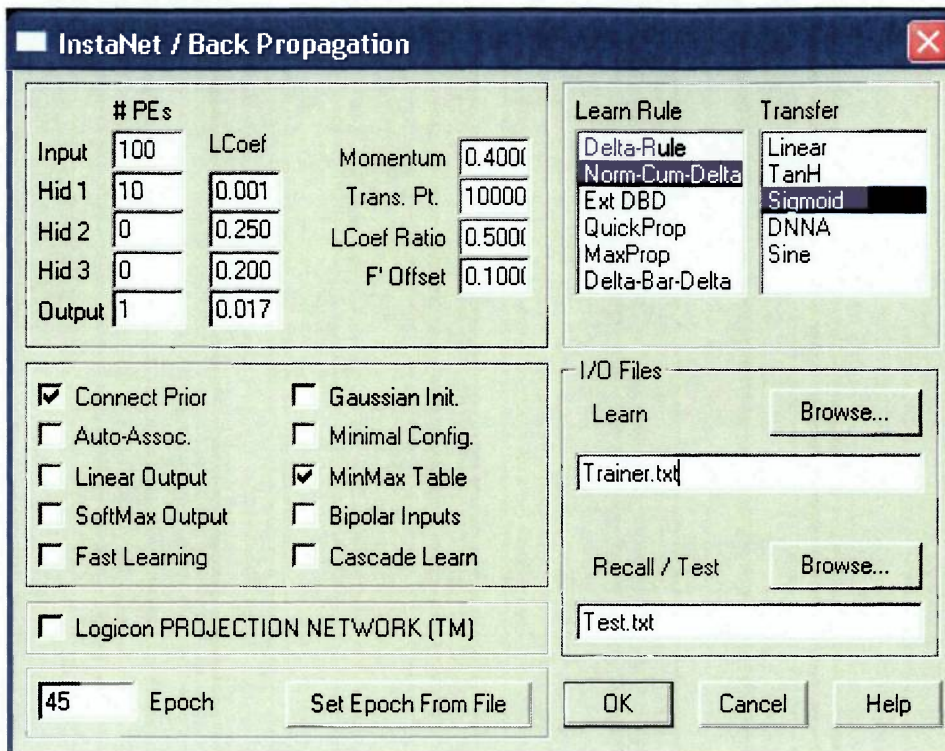 InstaNet / Back Propagation
# PEs
LCoef
Input 100
Hid 1 10 0.001
Hid 2 0 0.250
Hid 3 0 0.200
Output 1 0.017
Momentum 0.400(
Trans. Pt. 10000
LCoef Ratio 0.500(
F' Offset 0.100(
Learn Rule
Delta-Rule
Norm-Cum-Delta
Ext DBD
QuickProp
MaxProp
Delta-Bar-Delta
Transfer
Linear
TanH
Sigmoid
DNNA
Sine
Connect Prior
Auto-Assoc.
Linear Output
SoftMax Output
Fast Learning
Gaussian Init.
Minimal Config.
MinMax Table
Bipolar Inputs
Cascade Learn
Logicon PROJECTION NETWORK (TM)
45 Epoch Set Epoch From File
I/O Files
Learn Browse...
Trainer.txt
Recall / Test Browse...
Test.txt
OK Cancel Help